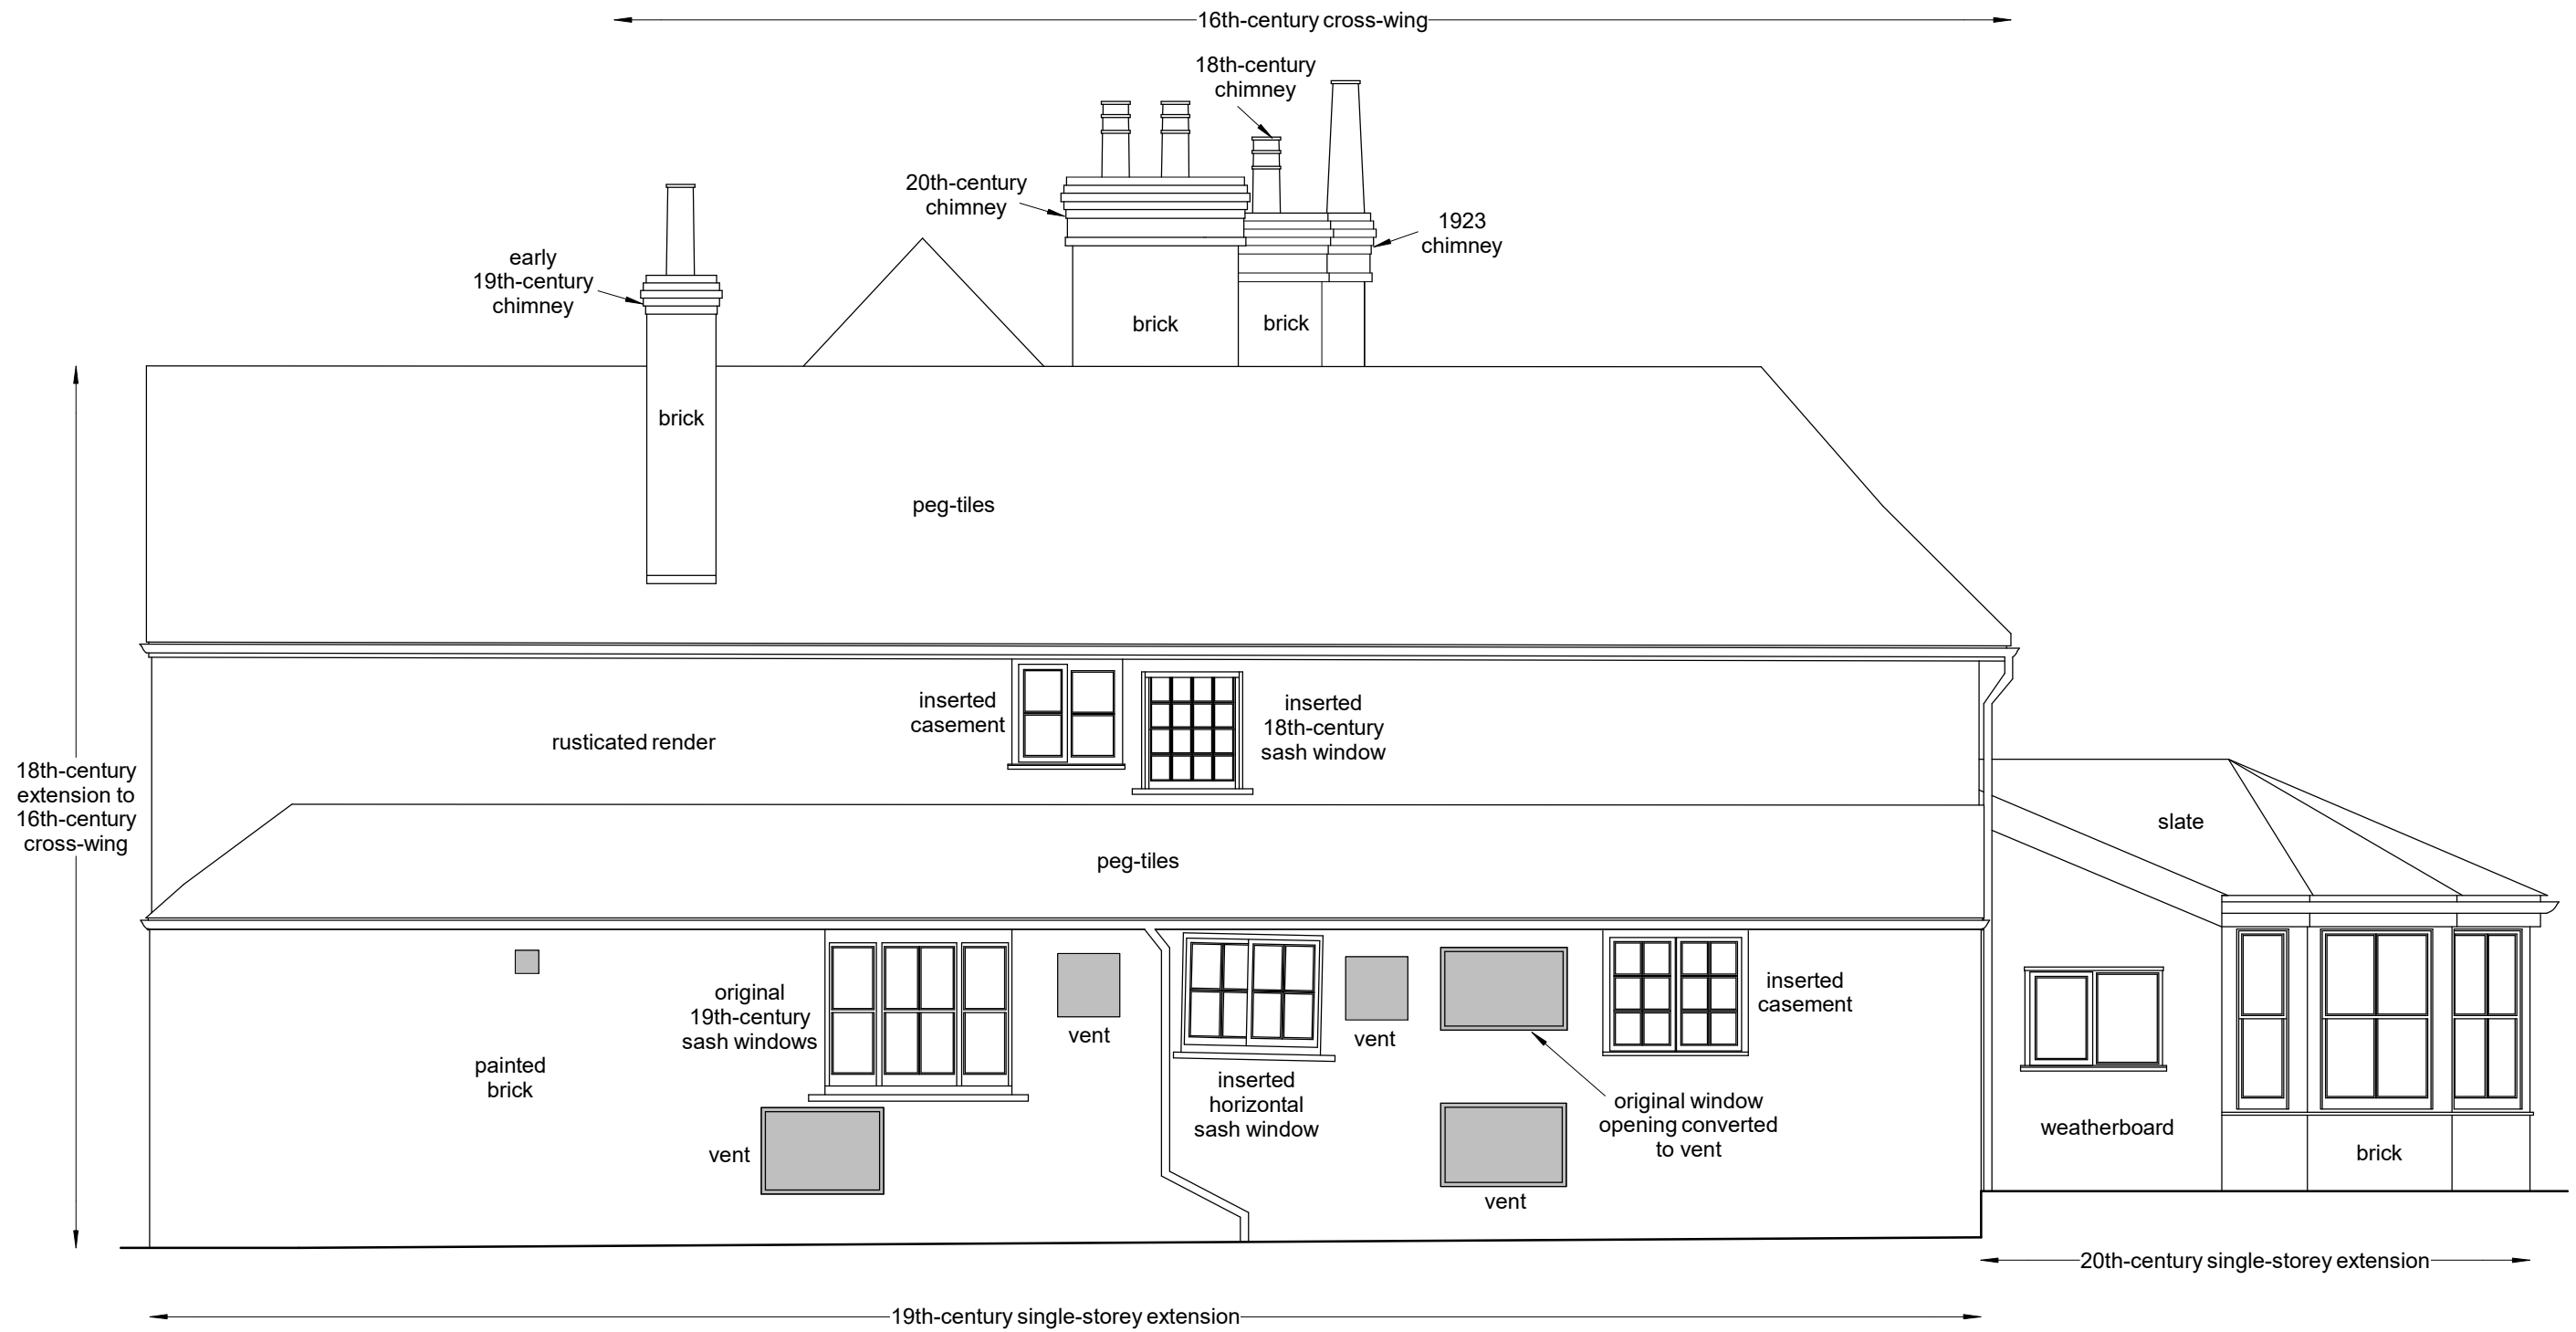 16th-century cross-wing
18th-century
chimney
20th-century
chimney
1923
chimney
early
19th-century
chimney
brick
brick
brick
peg-tiles
inserted
casement
inserted
18th-century
sash window
rusticated render
18th-century
extension to
16th-century
cross-wing
slate
peg-tiles
original
19th-century
sash windows
vent
vent
inserted
casement
painted
brick
inserted
horizontal
sash window
original window
opening converted
to vent
weatherboard
brick
vent
vent
20th-century single-storey extension
19th-century single-storey extension